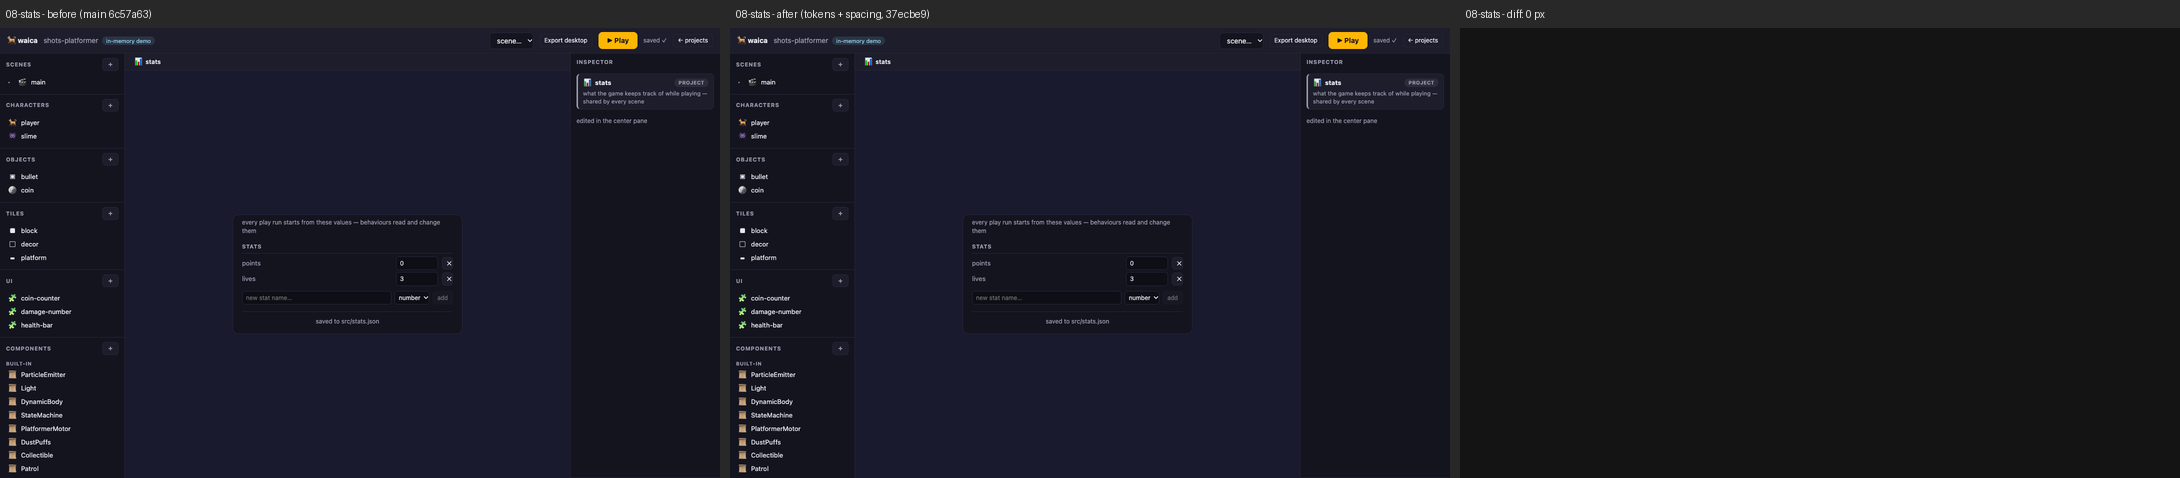 08-stats - before (main 6c57a63)
waica shots-platformer in-memory demo scene... Export desktop ▶ Play saved ✓ ← projects
SCENES +
main
CHARACTERS +
player
slime
OBJECTS +
bullet
coin
TILES +
block
decor
platform
UI +
coin-counter
damage-number
health-bar
COMPONENTS +
BUILT-IN
ParticleEmitter
Light
DynamicBody
StateMachine
PlatformerMotor
DustPuffs
Collectible
Patrol
stats
every play run starts from these values — behaviours read and change
them
STATS
points 0 ✕
lives 3 ✕
new stat name... number add
saved to src/stats.json
INSPECTOR
stats PROJECT
what the game keeps track of while playing —
shared by every scene
edited in the center pane
08-stats - after (tokens + spacing, 37ecbe9)
waica shots-platformer in-memory demo scene... Export desktop ▶ Play saved ✓ ← projects
SCENES +
main
CHARACTERS +
player
slime
OBJECTS +
bullet
coin
TILES +
block
decor
platform
UI +
coin-counter
damage-number
health-bar
COMPONENTS +
BUILT-IN
ParticleEmitter
Light
DynamicBody
StateMachine
PlatformerMotor
DustPuffs
Collectible
Patrol
stats
every play run starts from these values — behaviours read and change
them
STATS
points 0 ✕
lives 3 ✕
new stat name... number add
saved to src/stats.json
INSPECTOR
stats PROJECT
what the game keeps track of while playing —
shared by every scene
edited in the center pane
08-stats - diff: 0 px